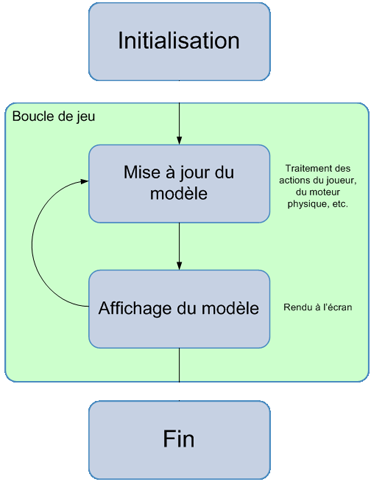 Initialisation
Boucle de jeu
Mise à jour du
modèle
Traitement des
actions du joueur,
du moteur
physique, etc.
Affichage du modèle
Rendu à l'écran
Fin